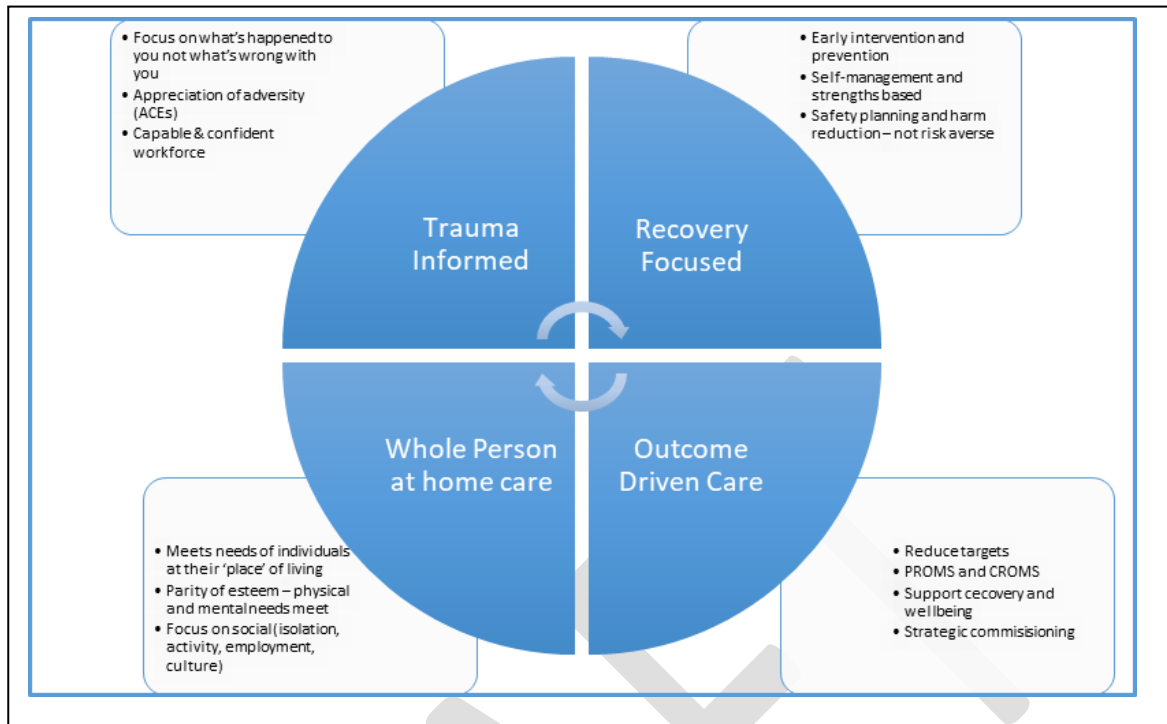 • Focus on what's happened to
you not what's wrong with
you
• Appreciation of adversity
(ACEs)
• Capable & confident
workforce
• Early intervention and
prevention
• Self-management and
strengths based
• Safety planning and harm
reduction – not risk averse
Trauma
Informed
Recovery
Focused
Whole Person
at home care
Outcome
Driven Care
• Meets needs of individuals
at their 'place' of living
• Parity of esteem – physical
and mental needs meet
• Focus on social (isolation,
activity, employment,
culture)
• Reduce targets
• PROMS and CROMS
• Support cecovery and
wellbeing
• Strategic commisisioning